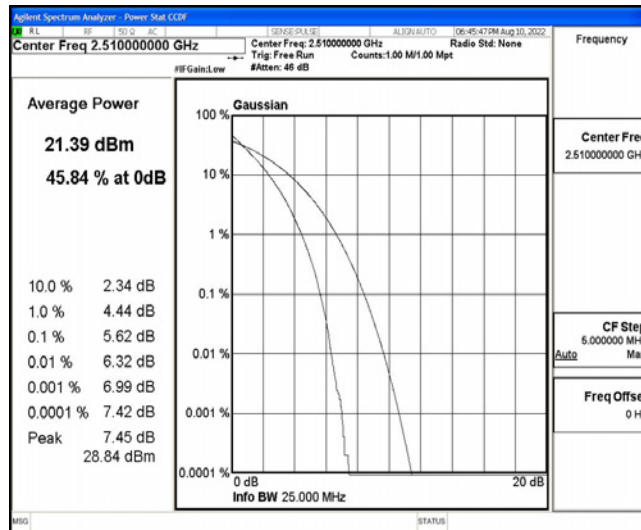 Agilent Spectrum Analyzer - Power Stat CCDF
RL RF 50 Ω AC SENSE:PULSE ALIGN AUTO 06:45:47 PM Aug 10, 2022
Center Freq 2.510000000 GHz
Center Freq: 2.510000000 GHz Radio Std: None
Trig: Free Run Counts:1.00 M/1.00 Mpt
#IFGain:Low #Atten: 46 dB
Frequency
Average Power
21.39 dBm
45.84 % at 0dB
10.0 % 2.34 dB
1.0 % 4.44 dB
0.1 % 5.62 dB
0.01 % 6.32 dB
0.001 % 6.99 dB
0.0001 % 7.42 dB
Peak 7.45 dB
28.84 dBm
Gaussian
100 %
10 %
1 %
0.1 %
0.01 %
0.001 %
0.0001 %
0 dB 20 dB
Info BW 25.000 MHz
Center Fre
2.510000000 GH
CF Step
5.000000 MH
Auto Ma
Freq Offse
0 H
MSG STATUS